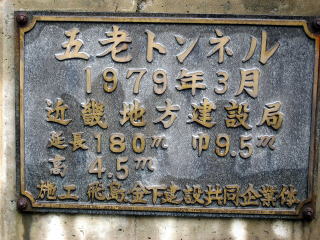 五老トンネル
1979年3月
近畿地方建設局
延長180m 巾9.5m
高 4.5m
施工 飛島、金下建設共同企業体